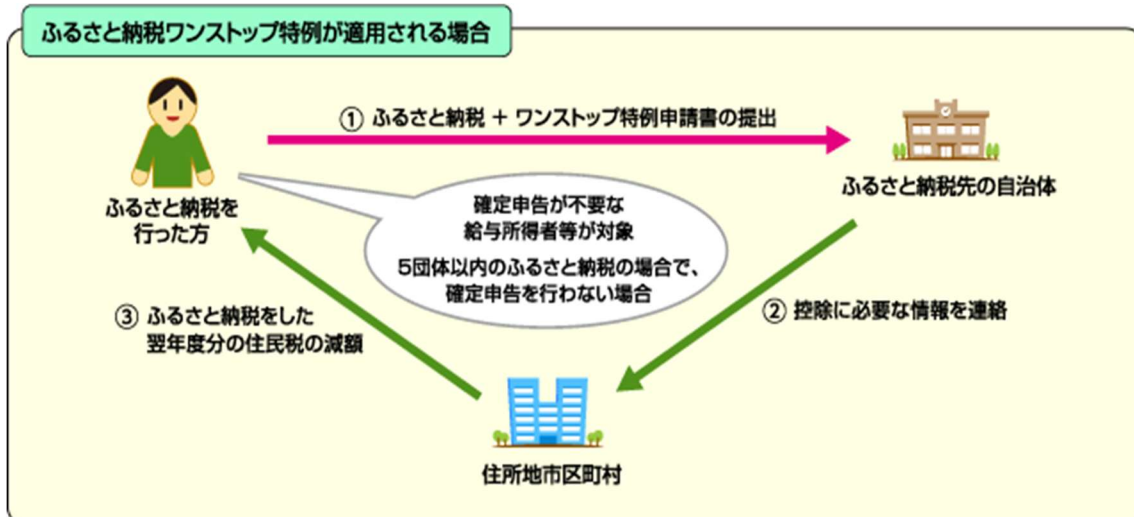 ふるさと納税ワンストップ特例が適用される場合
① ふるさと納税 + ワンストップ特例申請書の提出
ふるさと納税を
行った方
ふるさと納税先の自治体
確定申告が不要な
給与所得者等が対象
5団体以内のふるさと納税の場合で、
確定申告を行わない場合
② 控除に必要な情報を連絡
③ ふるさと納税をした
翌年度分の住民税の減額
住所地市区町村